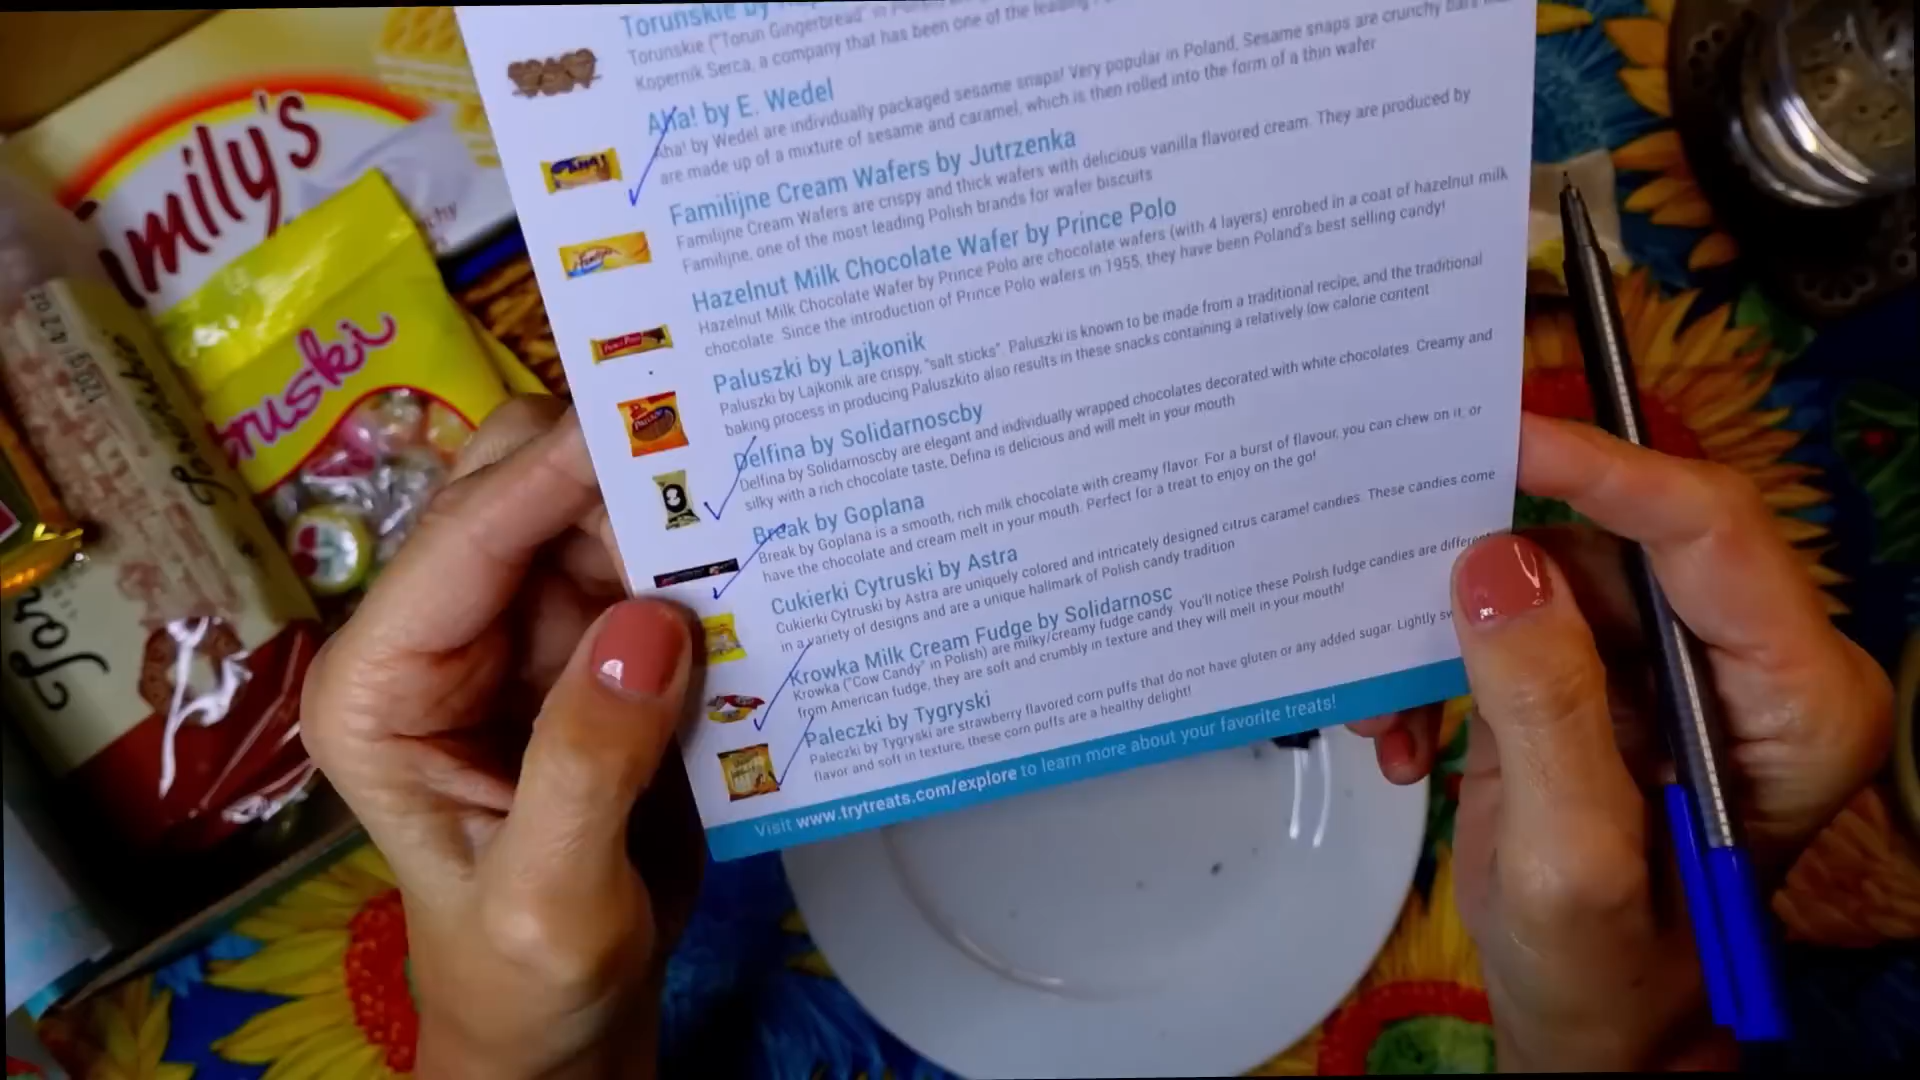 Torunskie by
Torunskie ("Torun Gingerbread" in
Kopernik Serca, a company that has been one of the leading
Aha! by E. Wedel
Aha! by Wedel are individually packaged sesame snaps! Very popular in Poland, Sesame snaps are crunchy bars
are made up of a mixture of sesame and caramel, which is then rolled into the form of a thin wafer
Familijne Cream Wafers by Jutrzenka
Familijne Cream Wafers are crispy and thick wafers with delicious vanilla flavored cream. They are produced by
Familijne, one of the most leading Polish brands for wafer biscuits
Hazelnut Milk Chocolate Wafer by Prince Polo
Hazelnut Milk Chocolate Wafer by Prince Polo are chocolate wafers (with 4 layers) enrobed in a coat of hazelnut milk
chocolate. Since the introduction of Prince Polo wafers in 1955, they have been Poland's best selling candy!
Paluszki by Lajkonik
Paluszki by Lajkonik are crispy, "salt sticks". Paluszki is known to be made from a traditional recipe, and the traditional
baking process in producing Paluszkito also results in these snacks containing a relatively low calorie content
Delfina by Solidarnoscby
Delfina by Solidarnoscby are elegant and individually wrapped chocolates decorated with white chocolates. Creamy and
silky with a rich chocolate taste, Defina is delicious and will melt in your mouth
Break by Goplana
Break by Goplana is a smooth, rich milk chocolate with creamy flavor. For a burst of flavour, you can chew on it, or
have the chocolate and cream melt in your mouth. Perfect for a treat to enjoy on the go!
Cukierki Cytruski by Astra
Cukierki Cytruski by Astra are uniquely colored and intricately designed citrus caramel candies. These candies come
in a variety of designs and are a unique hallmark of Polish candy tradition
Krowka Milk Cream Fudge by Solidarnosc
Krowka ("Cow Candy" in Polish) are milky/creamy fudge candy. You'll notice these Polish fudge candies are different
from American fudge, they are soft and crumbly in texture and they will melt in your mouth!
Paleczki by Tygryski
Paleczki by Tygryski are strawberry flavored corn puffs that do not have gluten or any added sugar. Lightly
flavor and soft in texture, these corn puffs are a healthy delight!
Visit www.trytreats.com/explore to learn more about your favorite treats!
mily's
truski
120g